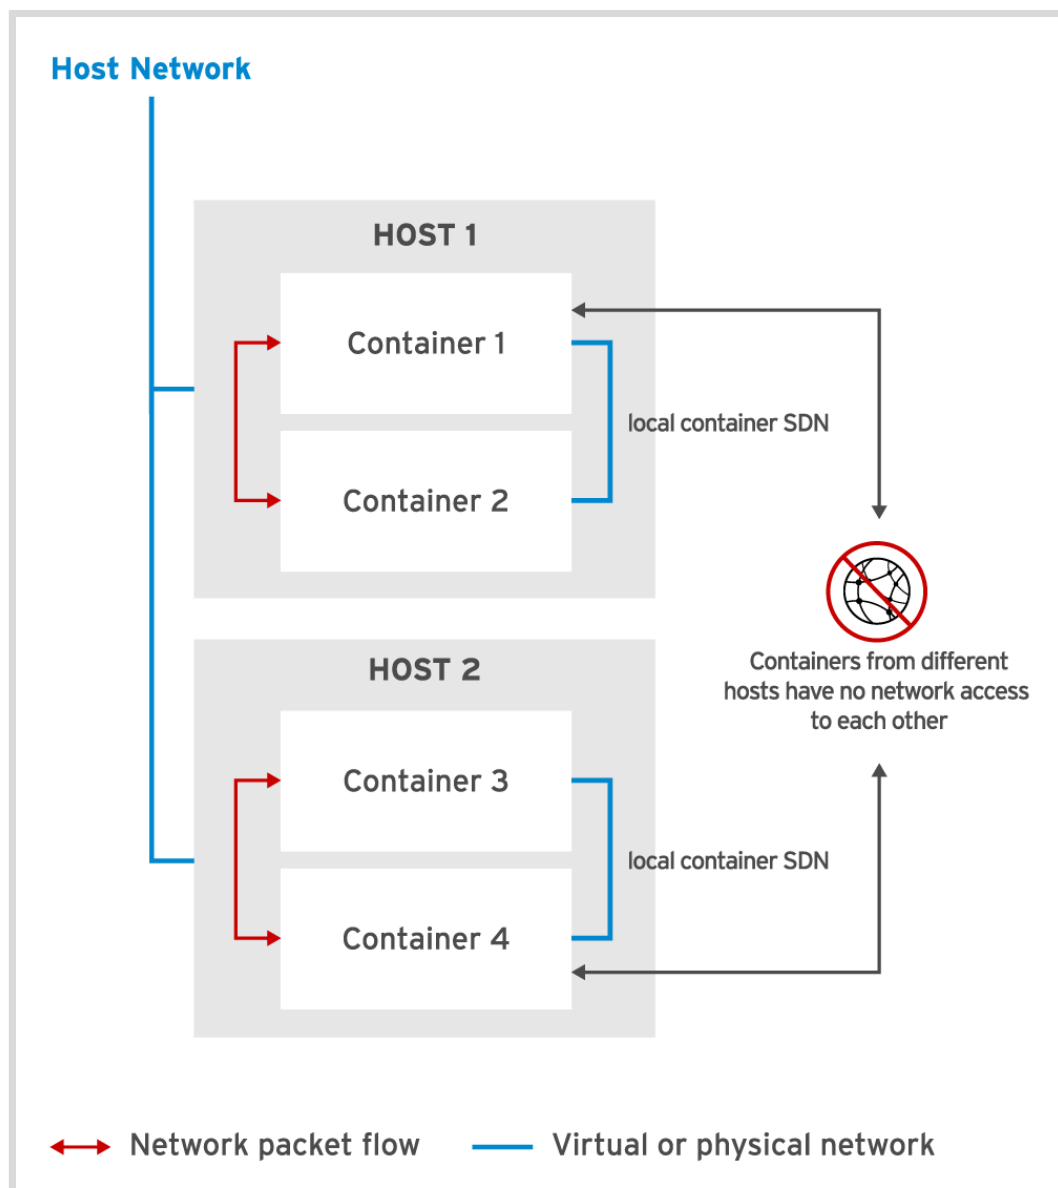 Host Network
HOST 1
Container 1
local container SDN
Container 2
Containers from different
hosts have no network access
to each other
HOST 2
Container 3
local container SDN
Container 4
Network packet flow
Virtual or physical network